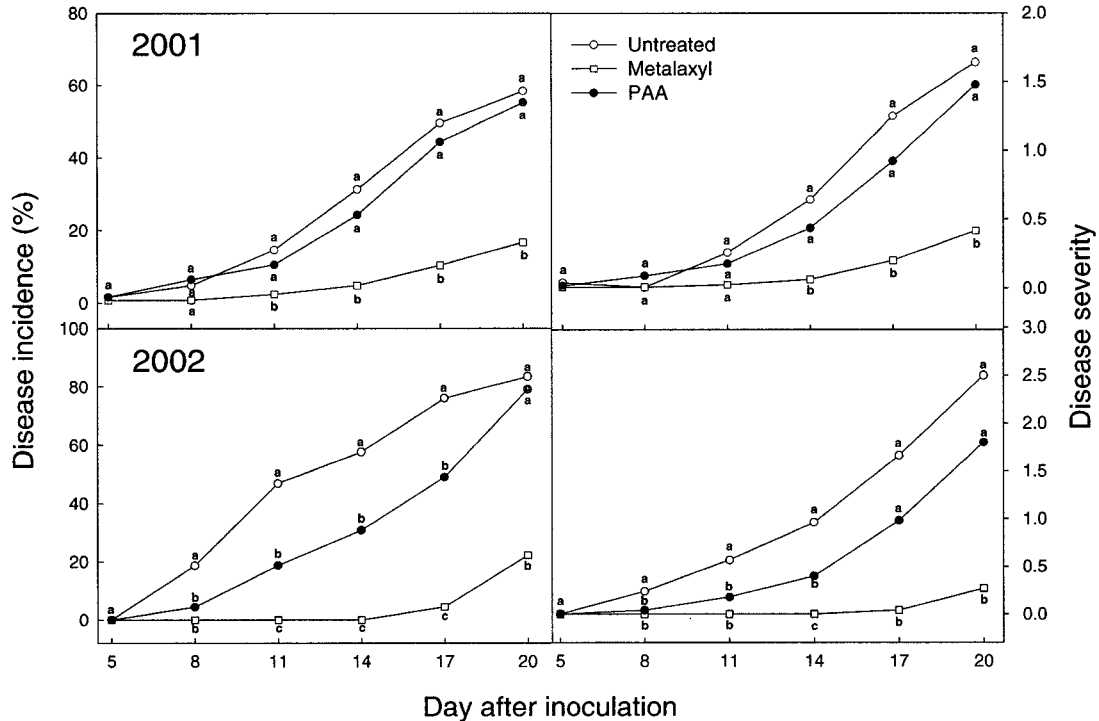 80
60
40
20
0
2001
a
a
a
a
a
a
a
a
a
a
a
a
b
b
b
b
2.0
1.5
1.0
0.5
0.0
Untreated
Metalaxyl
PAA
a
a
a
a
a
a
a
a
a
a
a
a
b
b
b
100
80
60
40
20
0
2002
a
a
a
a
a
a
a
b
b
b
b
b
c
c
c
b
3.0
2.5
2.0
1.5
1.0
0.5
0.0
a
a
a
a
a
a
a
a
b
b
b
b
b
c
b
b
5
8
11
14
17
20
5
8
11
14
17
20
Disease incidence (%)
Disease severity
Day after inoculation